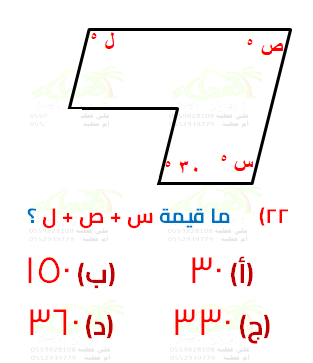 ص ° ل °
س ° ٣٠ °
٢٢) ما قيمة س + ص + ل ؟
(أ) ٣٠ (ب) ١٥٠
(ج) ٣٣٠ (د) ٣٦٠